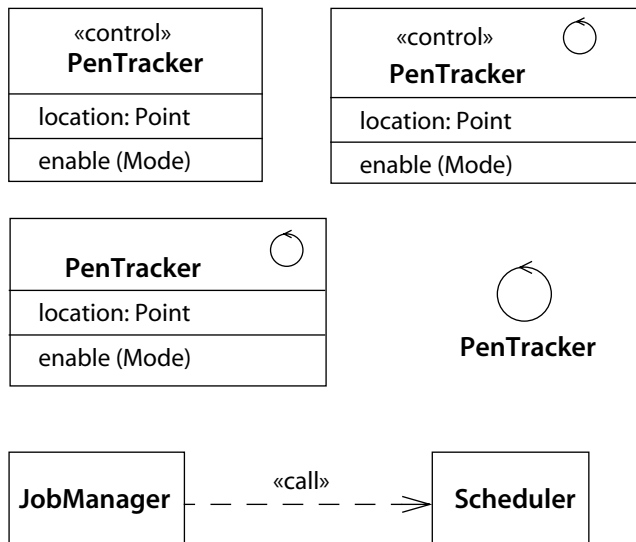 «control»
PenTracker
location: Point
enable (Mode)
«control»
PenTracker
location: Point
enable (Mode)
PenTracker
location: Point
enable (Mode)
PenTracker
JobManager
«call»
Scheduler